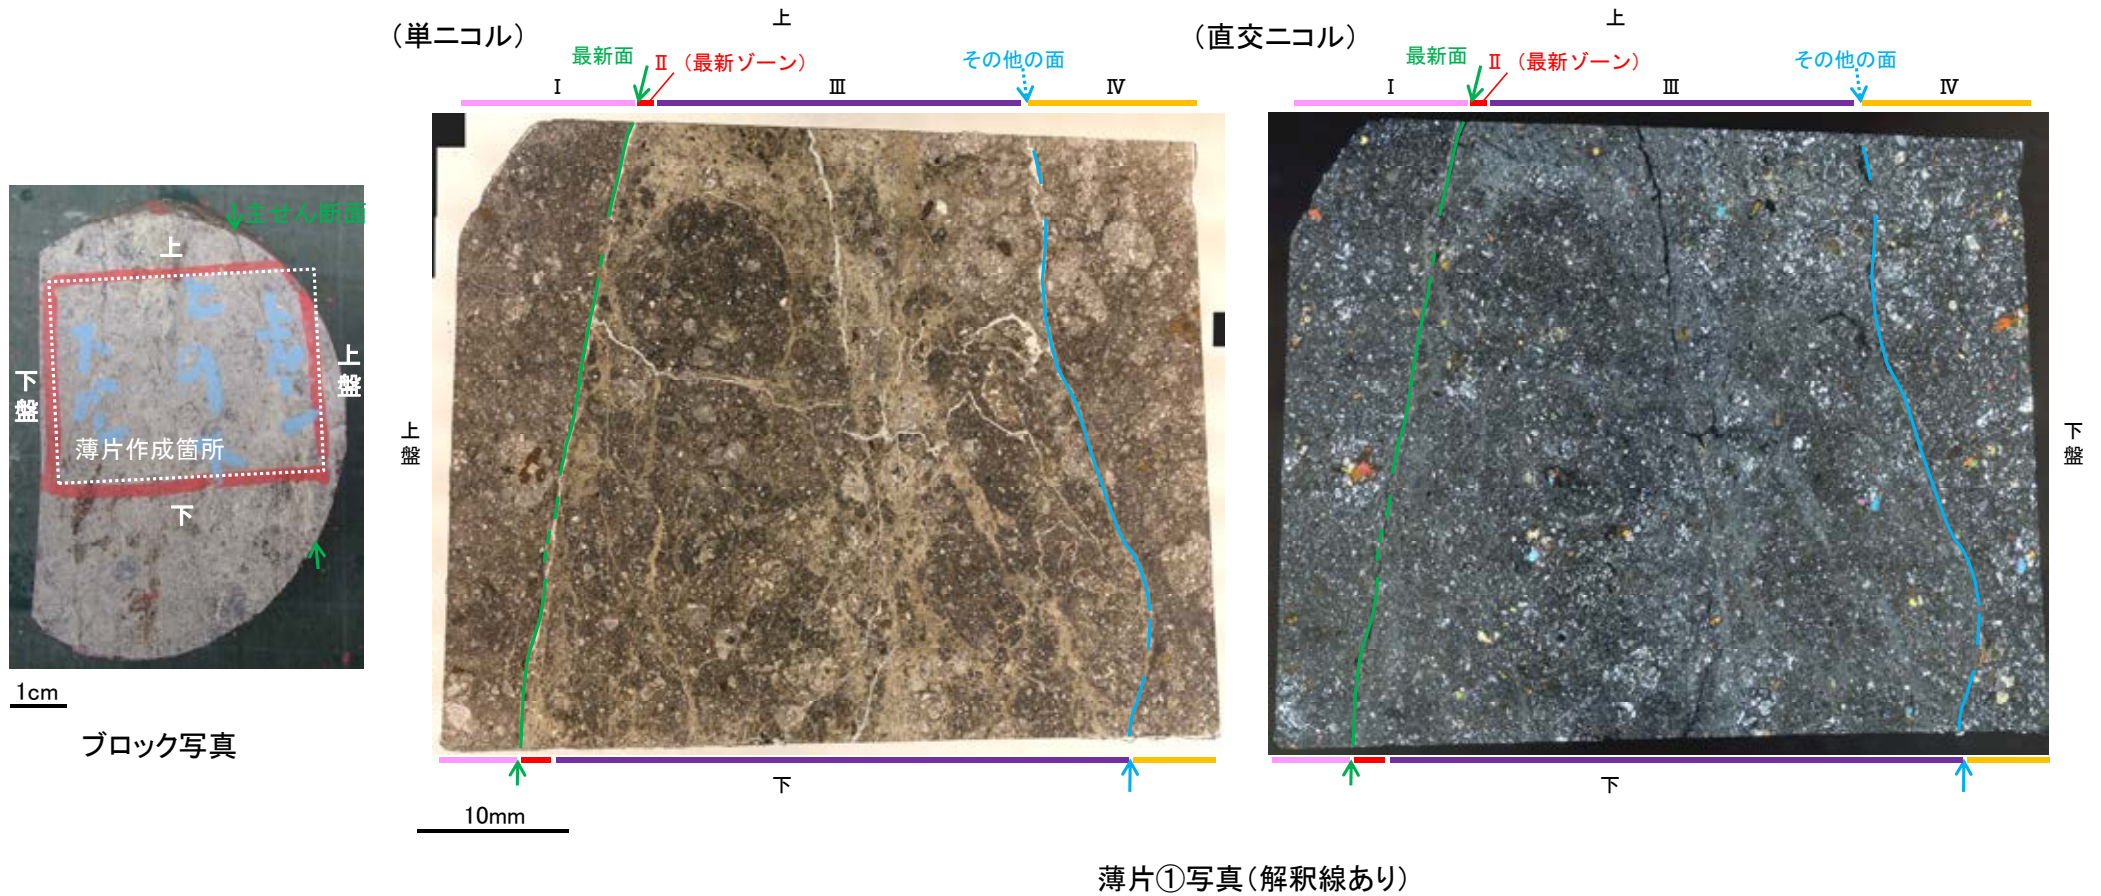 （単ニコル）
上
最新面
Ⅱ（最新ゾーン）
その他の面
Ⅰ
Ⅲ
Ⅳ
（直交ニコル）
上
最新面
Ⅱ（最新ゾーン）
その他の面
Ⅰ
Ⅲ
Ⅳ
主せん断面
上
下盤
上盤
薄片作成箇所
下
1cm
ブロック写真
上盤
下盤
下
下
10mm
薄片①写真（解釈線あり）